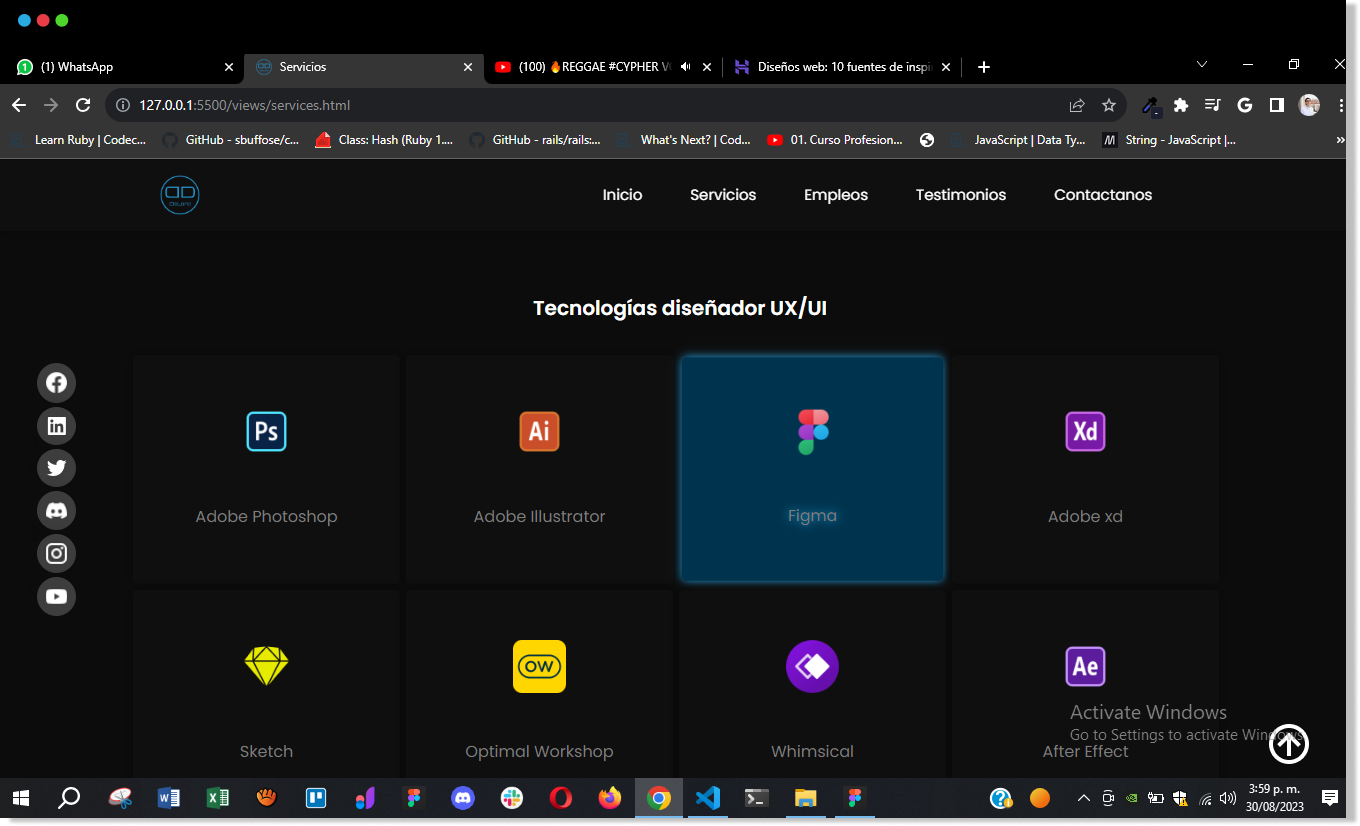 (1) WhatsApp
Servicios
(100) 🔥REGGAE #CYPHER V
Diseños web: 10 fuentes de inspi
127.0.0.1:5500/views/services.html
Learn Ruby | Codec...
GitHub - sbuffose/c...
Class: Hash (Ruby 1....
GitHub - rails/rails:...
What's Next? | Cod...
01. Curso Profesion...
JavaScript | Data Ty...
String - JavaScript |...
»
Inicio
Servicios
Empleos
Testimonios
Contactanos
Tecnologías diseñador UX/UI
Ps
Ai
Xd
Adobe Photoshop
Adobe Illustrator
Figma
Adobe xd
OW
Ae
Sketch
Optimal Workshop
Whimsical
After Effect
Activate Windows
Go to Settings to activate Windows.
3:59 p. m.
30/08/2023